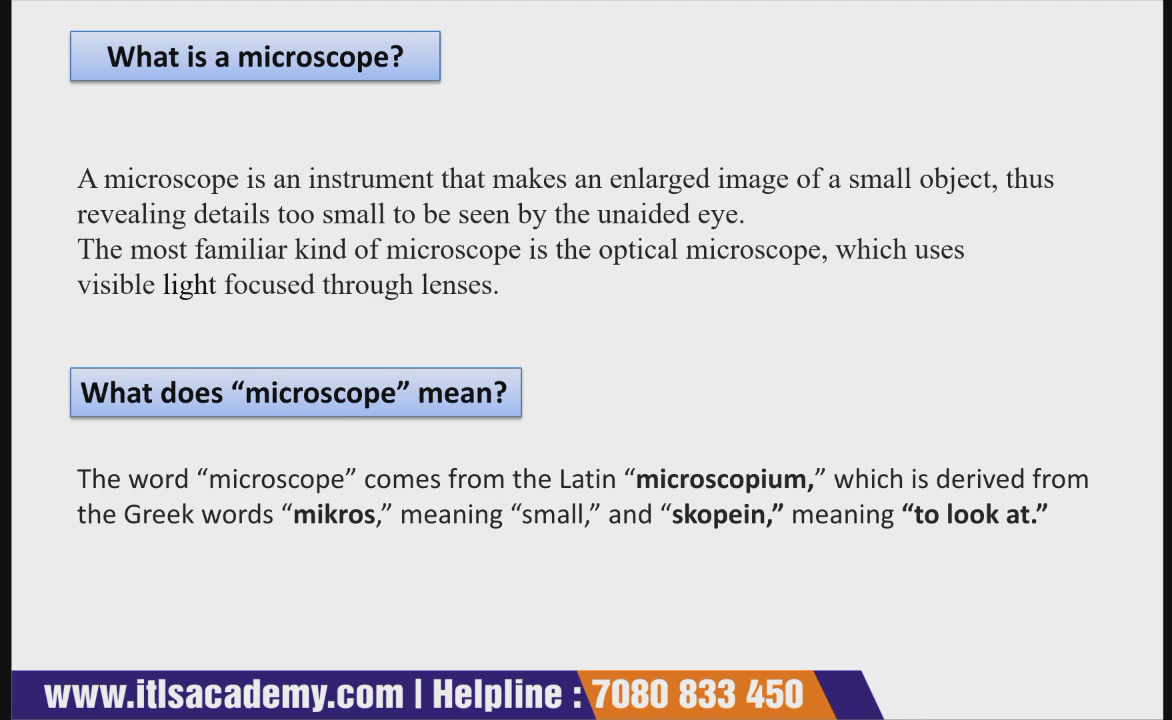 What is a microscope?
A microscope is an instrument that makes an enlarged image of a small object, thus
revealing details too small to be seen by the unaided eye.
The most familiar kind of microscope is the optical microscope, which uses
visible light focused through lenses.
What does “microscope” mean?
The word “microscope” comes from the Latin “microscopium,” which is derived from
the Greek words “mikros,” meaning “small,” and “skopein,” meaning “to look at.”
www.itlsacademy.com | Helpline : 7080 833 450